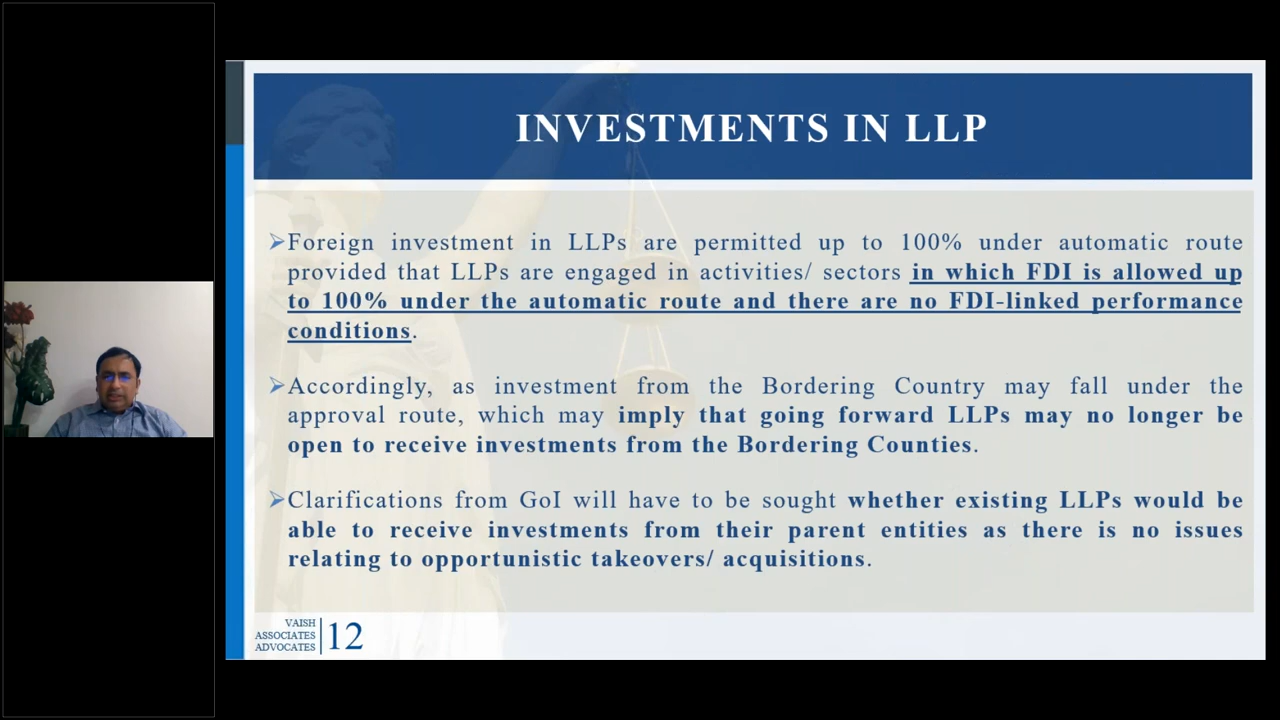 INVESTMENTS IN LLP
➢Foreign investment in LLPs are permitted up to 100% under automatic route
provided that LLPs are engaged in activities/ sectors in which FDI is allowed up
to 100% under the automatic route and there are no FDI-linked performance
conditions.
➢Accordingly, as investment from the Bordering Country may fall under the
approval route, which may imply that going forward LLPs may no longer be
open to receive investments from the Bordering Counties.
➢Clarifications from GoI will have to be sought whether existing LLPs would be
able to receive investments from their parent entities as there is no issues
relating to opportunistic takeovers/ acquisitions.
VAISH
ASSOCIATES
ADVOCATES
12